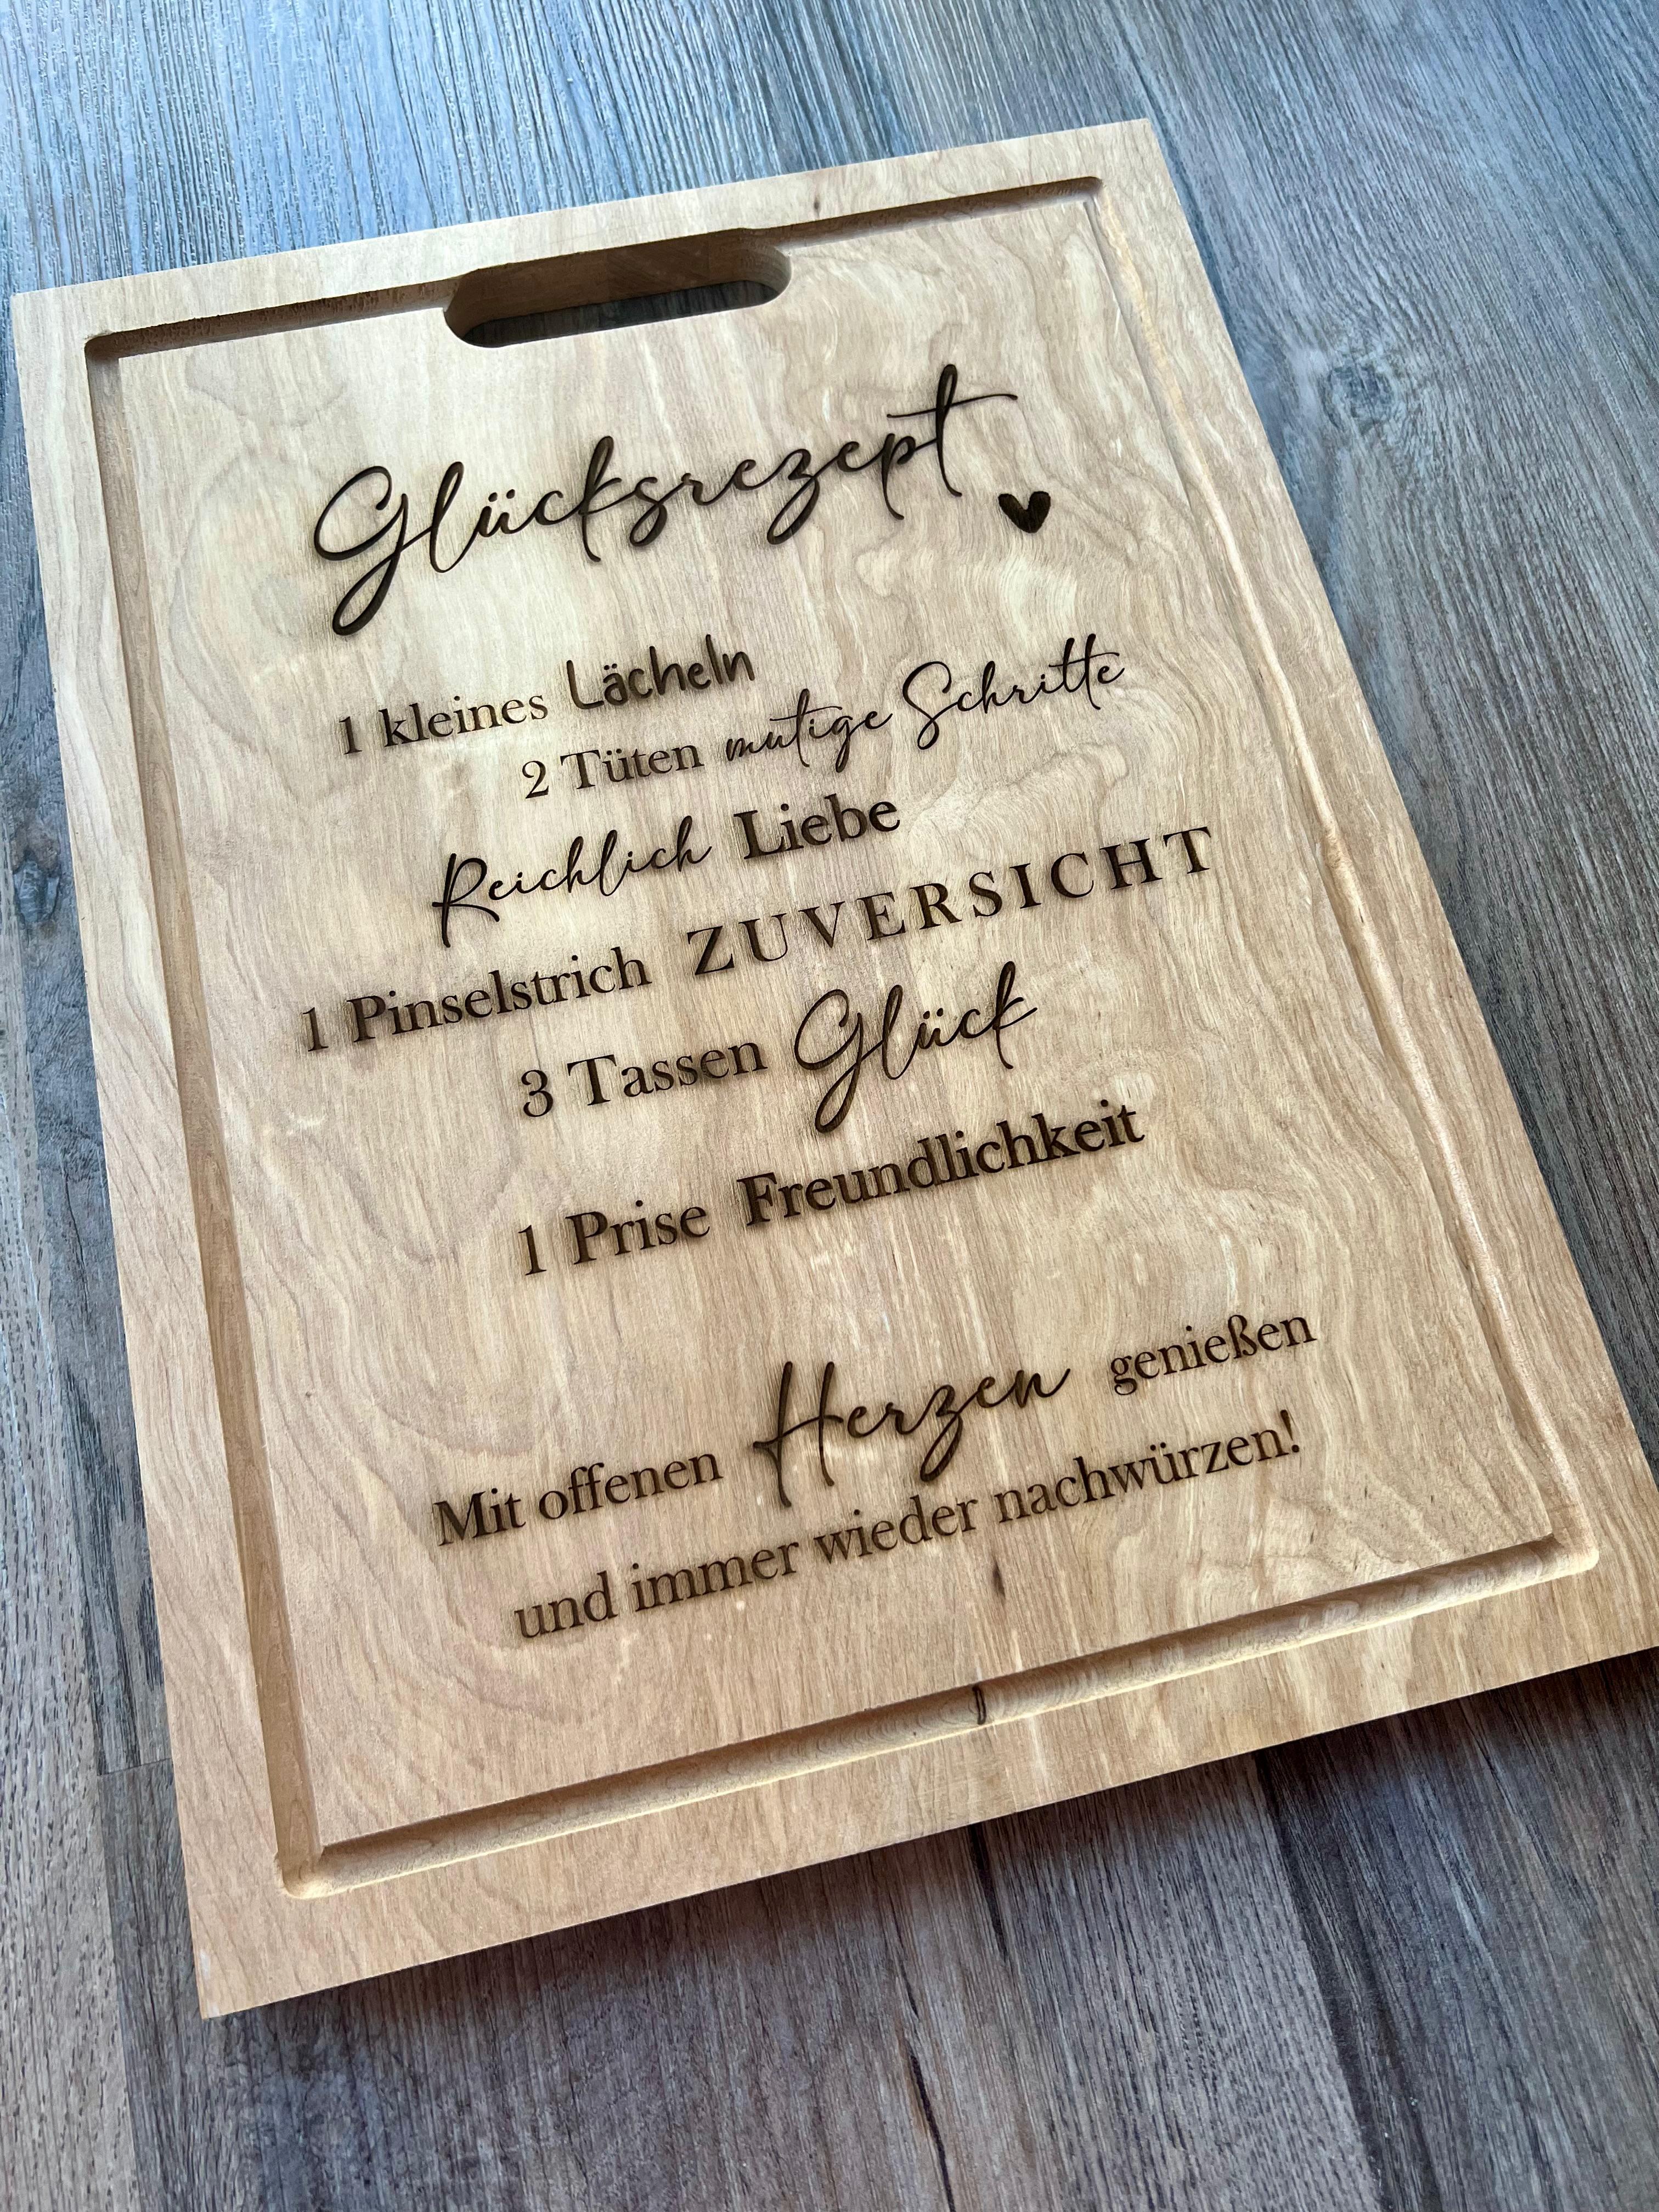 Glücksrezept
1 kleines Lächeln
2 Tüten mutige Schritte
Reichlich Liebe
1 Pinselstrich ZUVERSICHT
3 Tassen Glück
1 Prise Freundlichkeit
Mit offenen Herzen genießen
und immer wieder nachwürzen!